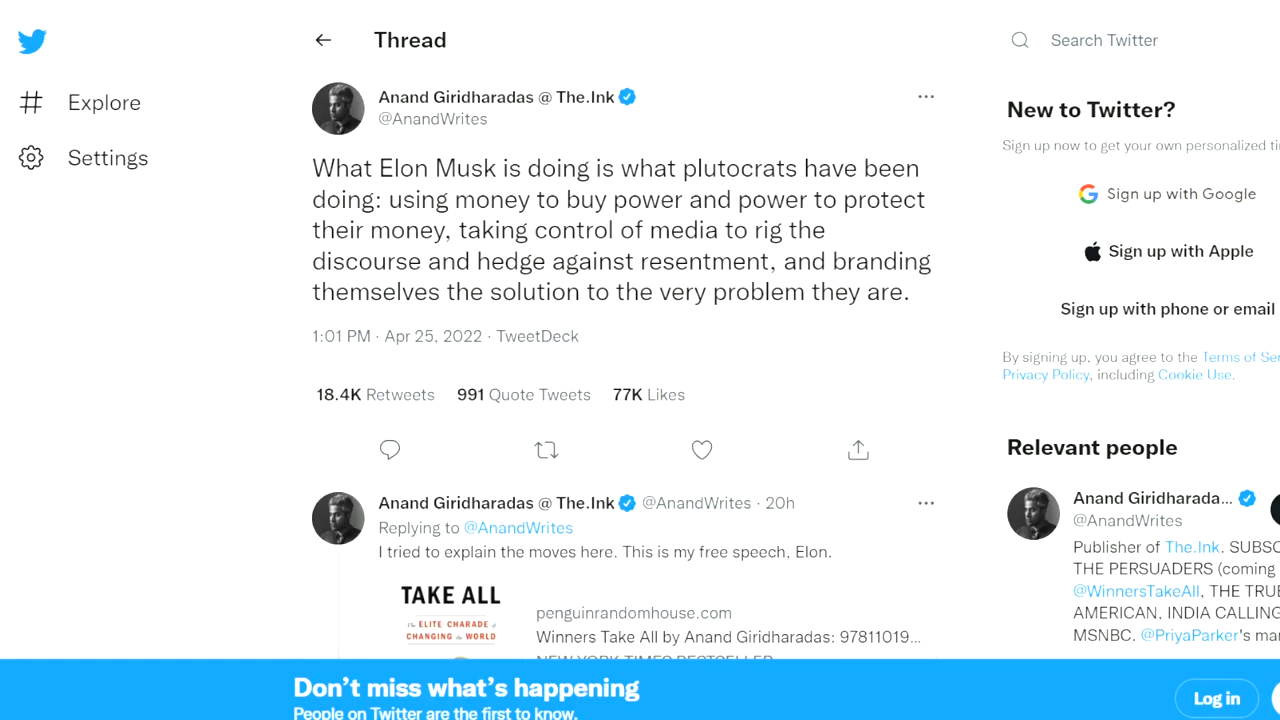 Thread
Search Twitter
Explore
Settings
Anand Giridharadas @ The.Ink
@AnandWrites
What Elon Musk is doing is what plutocrats have been
doing: using money to buy power and power to protect
their money, taking control of media to rig the
discourse and hedge against resentment, and branding
themselves the solution to the very problem they are.
1:01 PM · Apr 25, 2022 · TweetDeck
18.4K Retweets 991 Quote Tweets 77K Likes
Anand Giridharadas @ The.Ink @AnandWrites · 20h
Replying to @AnandWrites
I tried to explain the moves here. This is my free speech, Elon.
TAKE ALL
The ELITE CHARADE of
CHANGING the WORLD
penguinrandomhouse.com
Winners Take All by Anand Giridharadas: 97811019...
NEW YORK TIMES BESTSELLER
New to Twitter?
Sign up now to get your own personalized
Sign up with Google
Sign up with Apple
Sign up with phone or email
By signing up, you agree to the Terms of
Privacy Policy, including Cookie Use.
Relevant people
Anand Giridharada...
@AnandWrites
Publisher of The.Ink.
THE PERSUADERS (coming
@WinnersTakeAll, THE
AMERICAN, INDIA CALLING
MSNBC. @PriyaParker's
Don't miss what's happening
People on Twitter are the first to know.
Log in